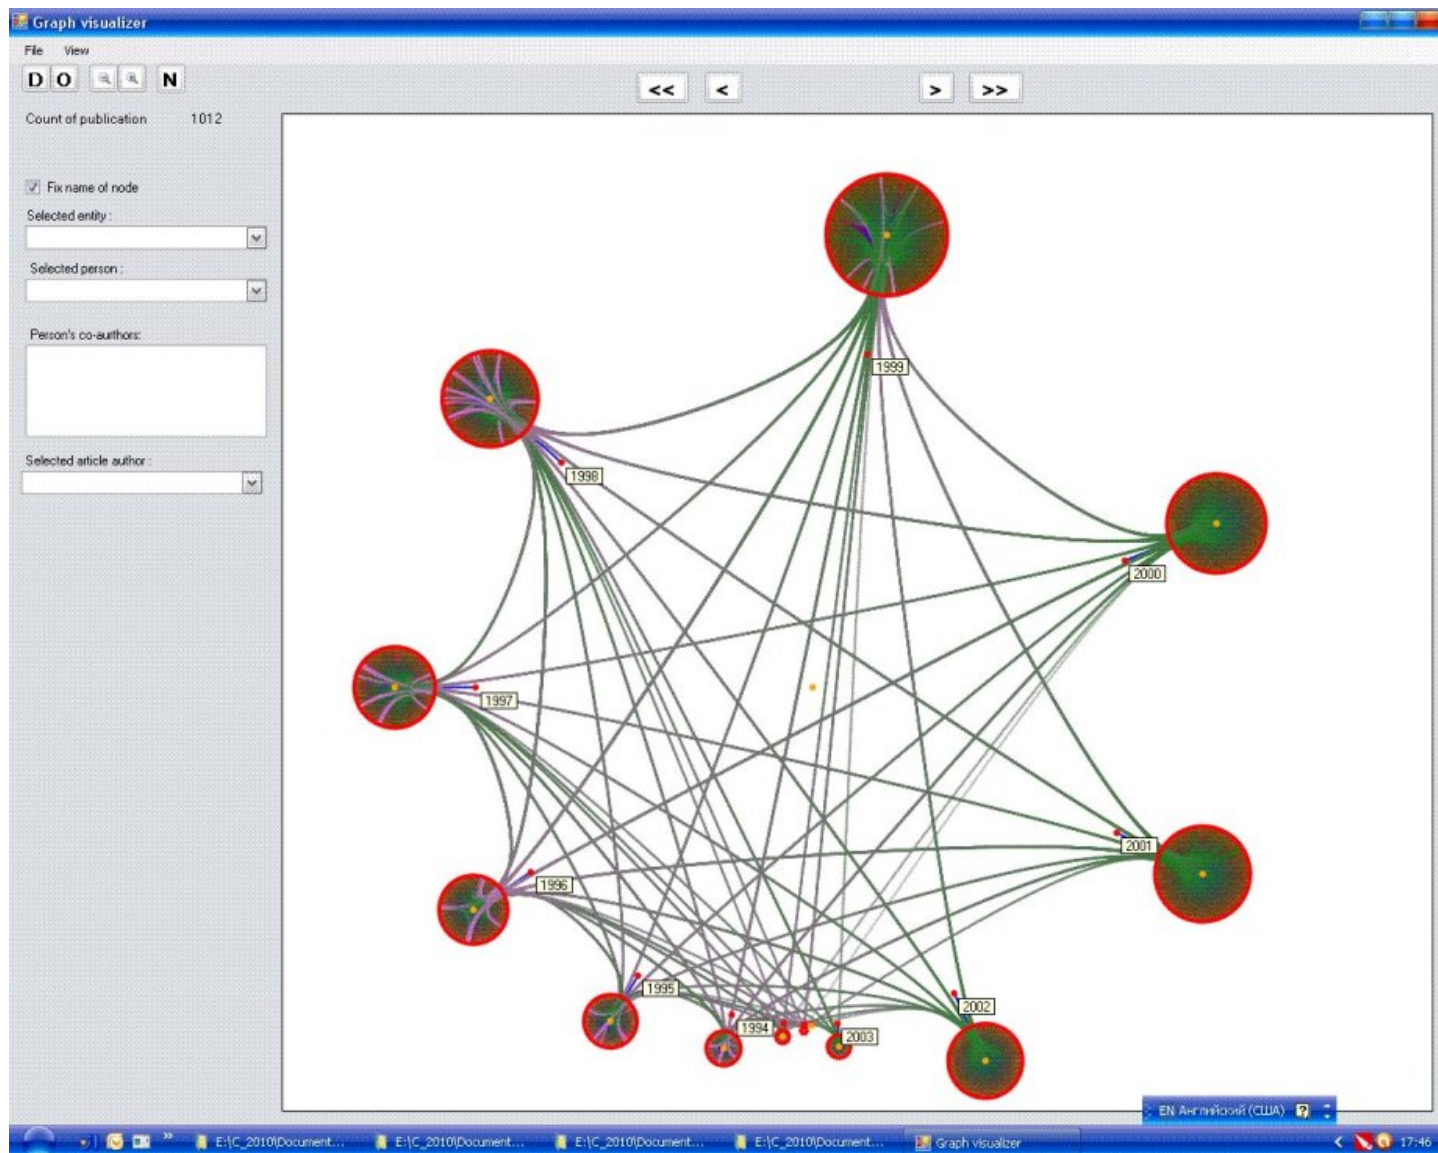 Graph visualizer
File View
D O N << < > >>
Count of publication 1012
Fix name of node
Selected entity :
Selected person :
Person's co-aurthors:
Selected article author :
1999
1998
2000
1997
2001
1996
1995
2002
1994
2003
EN Английский (США)
E:\C_2010\Document... E:\C_2010\Document... E:\C_2010\Document... E:\C_2010\Document... Graph visualizer 17:46